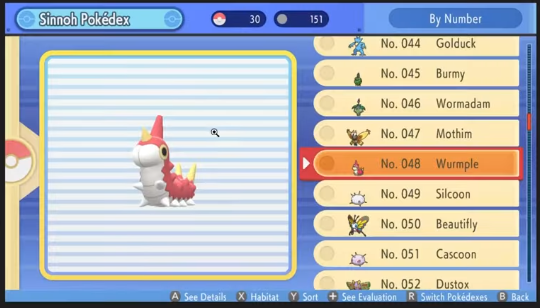 Sinnoh Pokédex
30
151
By Number
No. 044 Golduck
No. 045 Burmy
No. 046 Wormadam
No. 047 Mothim
No. 048 Wurmple
No. 049 Silcoon
No. 050 Beautifly
No. 051 Cascoon
No. 052 Dustox
A See Details X Habitat Y Sort + See Evaluation R Switch Pokédexes B Back